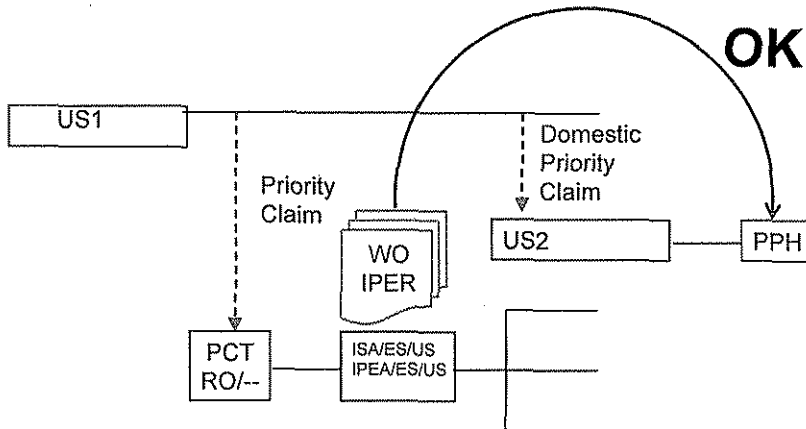 OK
US1
Domestic
Priority
Claim
Priority
Claim
WO
IPER
US2
PPH
PCT
RO/--
ISA/ES/US
IPEA/ES/US